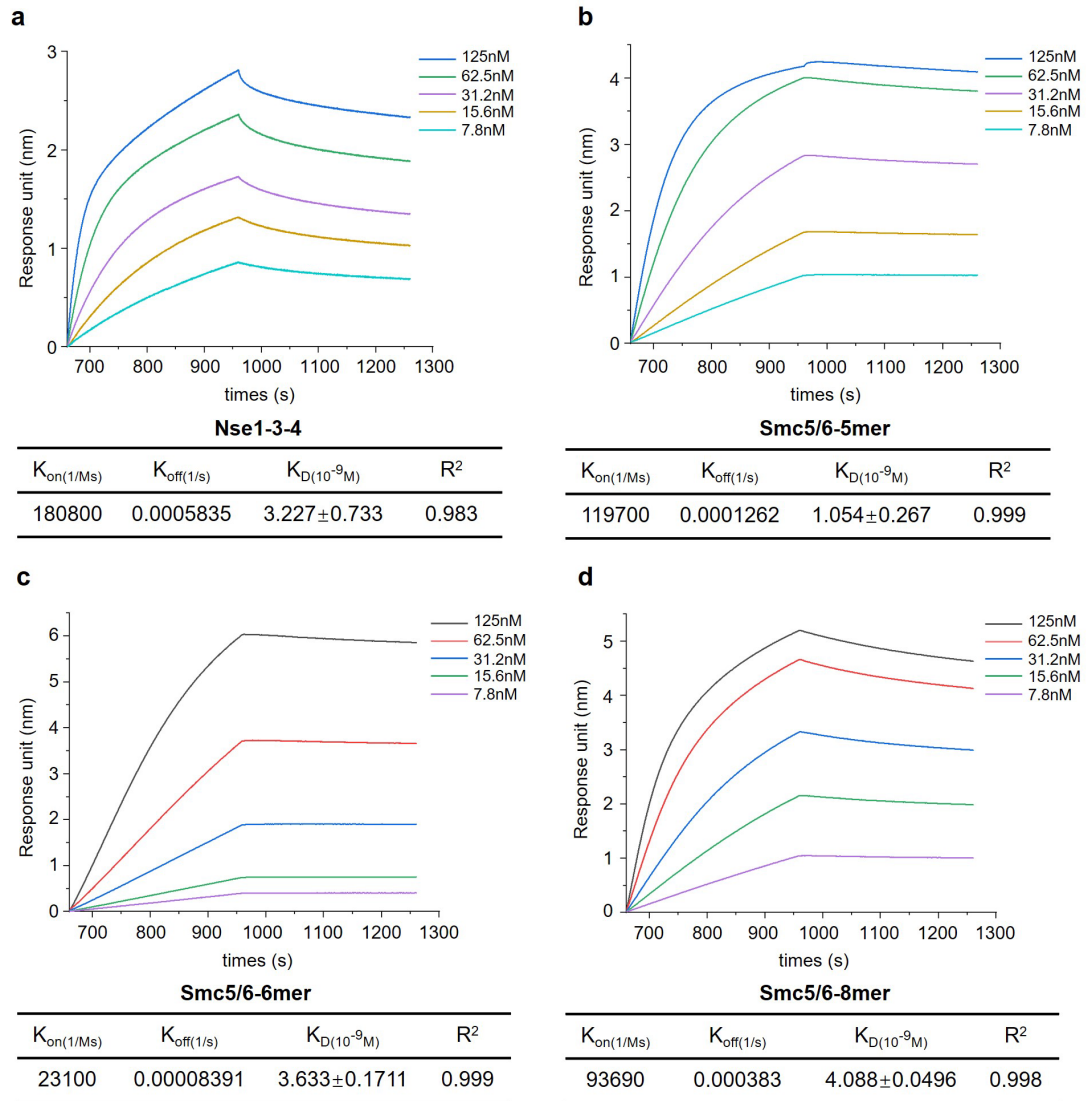 a
3
2
1
0
Response unit (nm)
700 800 900 1000 1100 1200 1300
times (s)
125nM
62.5nM
31.2nM
15.6nM
7.8nM
Nse1-3-4
Kon(1/Ms) Koff(1/s) KD(10-9M) R2
180800 0.0005835 3.227±0.733 0.983
b
4
3
2
1
0
Response unit (nm)
700 800 900 1000 1100 1200 1300
times (s)
125nM
62.5nM
31.2nM
15.6nM
7.8nM
Smc5/6-5mer
Kon(1/Ms) Koff(1/s) KD(10-9M) R2
119700 0.0001262 1.054±0.267 0.999
c
6
5
4
3
2
1
0
Response unit (nm)
700 800 900 1000 1100 1200 1300
times (s)
125nM
62.5nM
31.2nM
15.6nM
7.8nM
Smc5/6-6mer
Kon(1/Ms) Koff(1/s) KD(10-9M) R2
23100 0.00008391 3.633±0.1711 0.999
d
5
4
3
2
1
0
Response unit (nm)
700 800 900 1000 1100 1200 1300
times (s)
125nM
62.5nM
31.2nM
15.6nM
7.8nM
Smc5/6-8mer
Kon(1/Ms) Koff(1/s) KD(10-9M) R2
93690 0.000383 4.088±0.0496 0.998